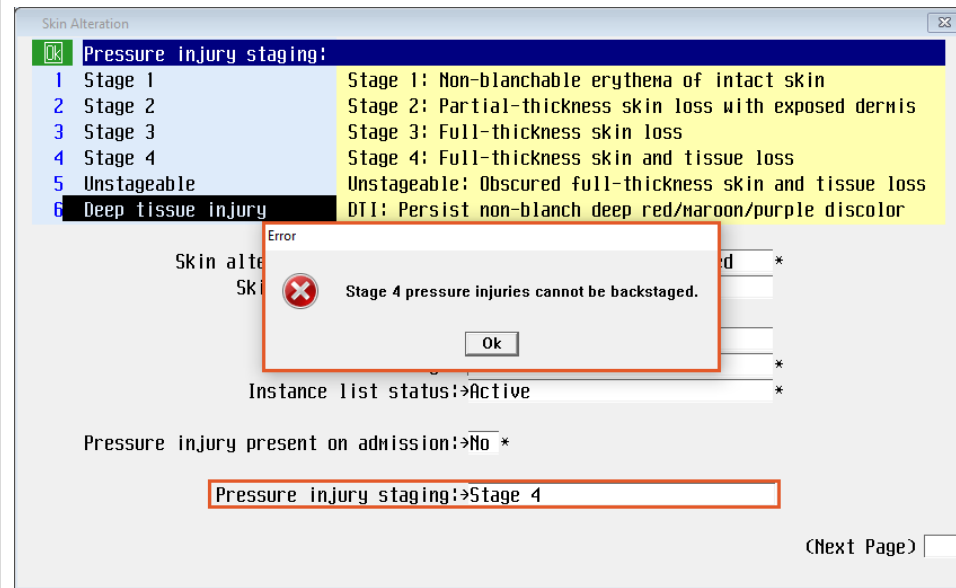 Skin Alteration
Ok Pressure injury staging:
1 Stage 1 Stage 1: Non-blanchable erythema of intact skin
2 Stage 2 Stage 2: Partial-thickness skin loss with exposed dermis
3 Stage 3 Stage 3: Full-thickness skin loss
4 Stage 4 Stage 4: Full-thickness skin and tissue loss
5 Unstageable Unstageable: Obscured full-thickness skin and tissue loss
6 Deep tissue injury DTI: Persist non-blanch deep red/maroon/purple discolor
Error
Skin alte ed *
Ski
Stage 4 pressure injuries cannot be backstaged.
Ok
*
Instance list status:→Active *
Pressure injury present on admission:→No *
Pressure injury staging:→Stage 4
(Next Page)